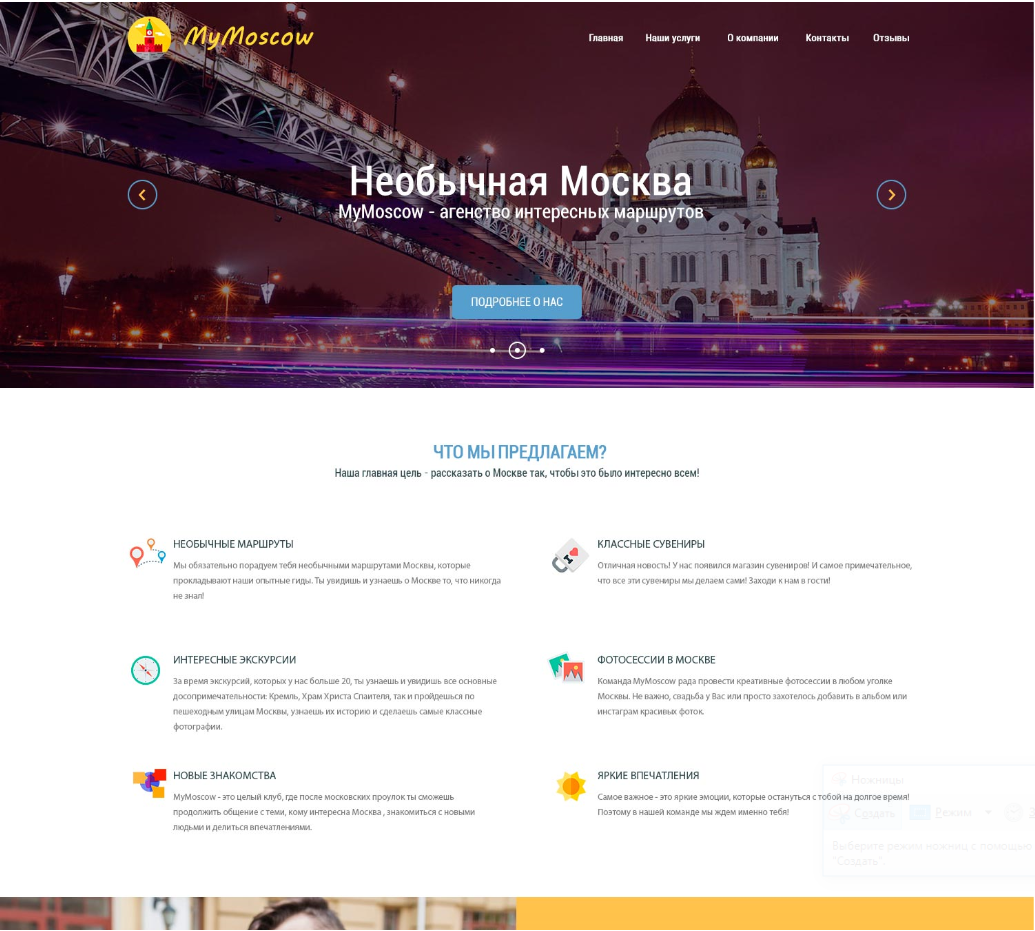 MyMoscow
Главная Наши услуги О компании Контакты Отзывы
Необычная Москва
MyMoscow - агенство интересных маршрутов
ПОДРОБНЕЕ О НАС
ЧТО МЫ ПРЕДЛАГАЕМ?
Наша главная цель - рассказать о Москве так, чтобы это было интересно всем!
НЕОБЫЧНЫЕ МАРШРУТЫ
Мы обязательно порадуем тебя необычными маршрутами Москвы, которые
прокладывают наши опытные гиды. Ты увидишь и узнаешь о Москве то, что никогда
не знал!
КЛАССНЫЕ СУВЕНИРЫ
Отличная новость! У нас появился магазин сувениров! И самое примечательное,
что все эти сувениры мы делаем сами! Заходи к нам в гости!
ИНТЕРЕСНЫЕ ЭКСКУРСИИ
За время экскурсий, которых у нас больше 20, ты узнаешь и увидишь все основные
досопримечательности: Кремль, Храм Христа Спаителя, так и пройдешься по
пешеходным улицам Москвы, узнаешь их историю и сделаешь самые классные
фотографии.
ФОТОСЕССИИ В МОСКВЕ
Команда MyMoscow рада провести креативные фотосессии в любом уголке
Москвы. Не важно, свадьба у Вас или просто захотелось добавить в альбом или
инстаграм красивых фоток.
НОВЫЕ ЗНАКОМСТВА
MyMoscow - это целый клуб, где после московских проулок ты сможешь
продолжить общение с теми, кому интересна Москва , знакомиться с новыми
людьми и делиться впечатлениями.
ЯРКИЕ ВПЕЧАТЛЕНИЯ
Самое важное - это яркие эмоции, которые останутьcя с тобой на долгое время!
Поэтому в нашей команде мы ждем именно тебя!
Ножницы
Создать Режим
Выберите режим ножниц с помощью
"Создать".